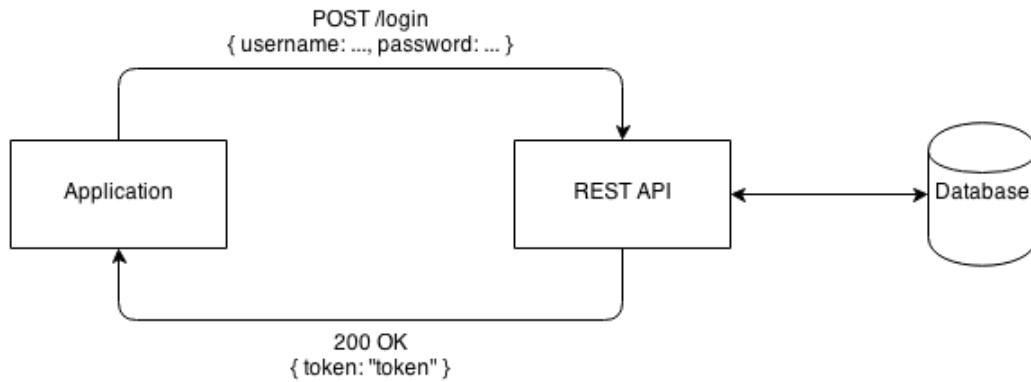 POST /login
{ username: ..., password: ... }
Application
REST API
Database
200 OK
{ token: "token" }